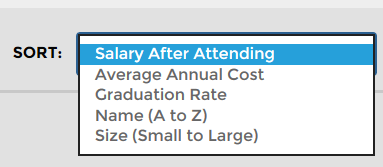 SORT: Salary After Attending
Average Annual Cost
Graduation Rate
Name (A to Z)
Size (Small to Large)